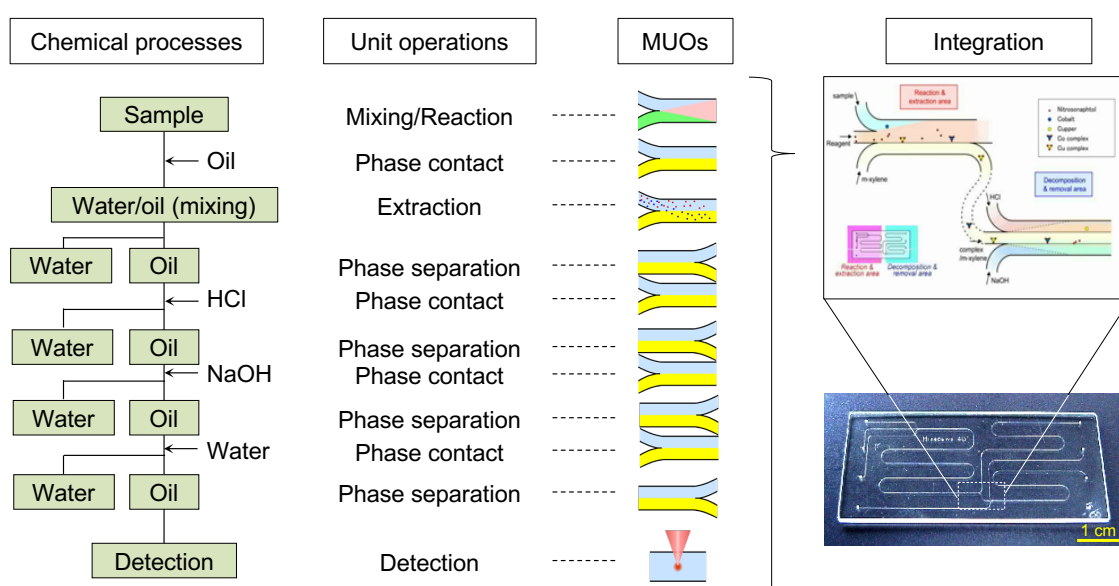 Chemical processes
Unit operations
MUOs
Integration
Sample
Oil
Water/oil (mixing)
Water
Oil
HCl
Water
Oil
NaOH
Water
Oil
Water
Water
Oil
Detection
Mixing/Reaction
Phase contact
Extraction
Phase separation
Phase contact
Phase separation
Phase contact
Phase separation
Phase contact
Phase separation
Detection
sample
Reaction &
extraction area
Reagent
m-xylene
Nitrosonaphtol
Cobalt
Cupper
Co complex
Cu complex
Decomposition
& removal area
HCl
complex
/m-xylene
NaOH
Reaction &
extraction area
Decomposition &
removal area
1 cm